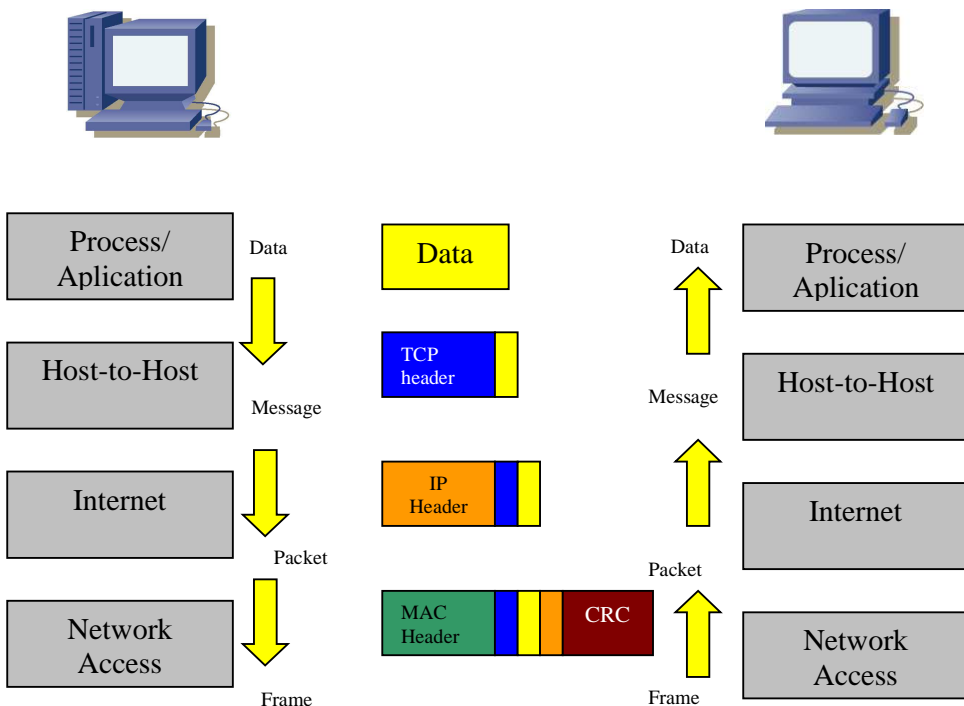 Process/
Aplication
Data
Data
Data
Process/
Aplication
Host-to-Host
TCP
header
Host-to-Host
Message
Message
Internet
IP
Header
Internet
Packet
Packet
Network
Access
MAC
Header
CRC
Network
Access
Frame
Frame